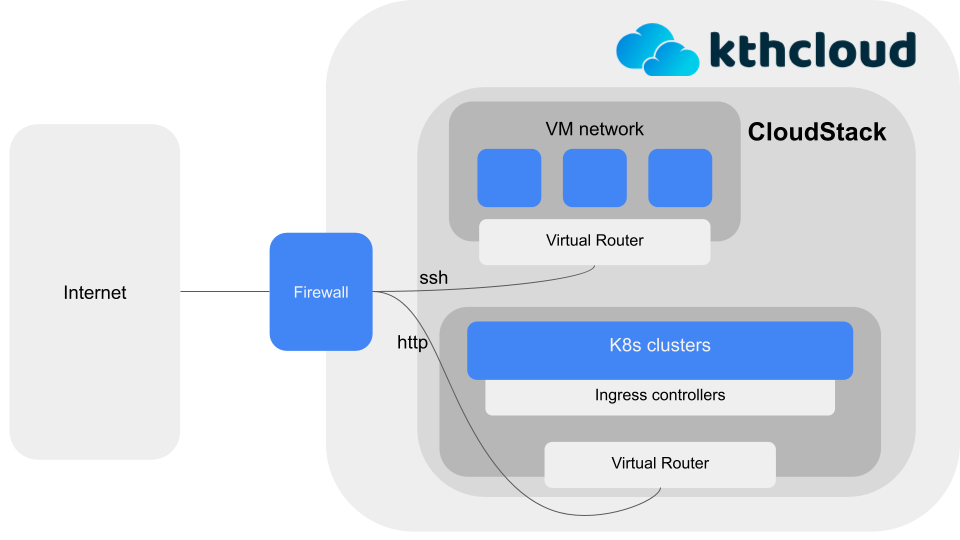 kthcloud
CloudStack
VM network
Virtual Router
Internet
Firewall
ssh
http
K8s clusters
Ingress controllers
Virtual Router